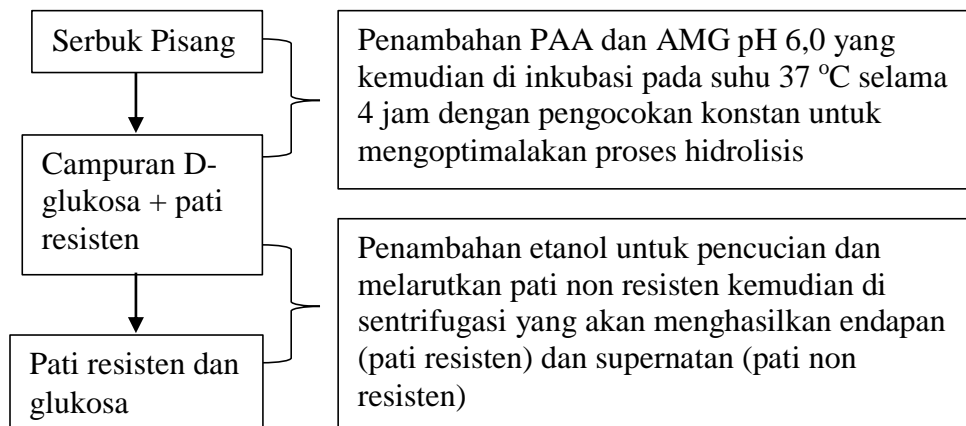 Serbuk Pisang
Penambahan PAA dan AMG pH 6,0 yang
kemudian di inkubasi pada suhu 37 °C selama
4 jam dengan pengocokan konstan untuk
mengoptimalakan proses hidrolisis
Campuran D-
glukosa + pati
resisten
Penambahan etanol untuk pencucian dan
melarutkan pati non resisten kemudian di
sentrifugasi yang akan menghasilkan endapan
(pati resisten) dan supernatan (pati non
resisten)
Pati resisten dan
glukosa